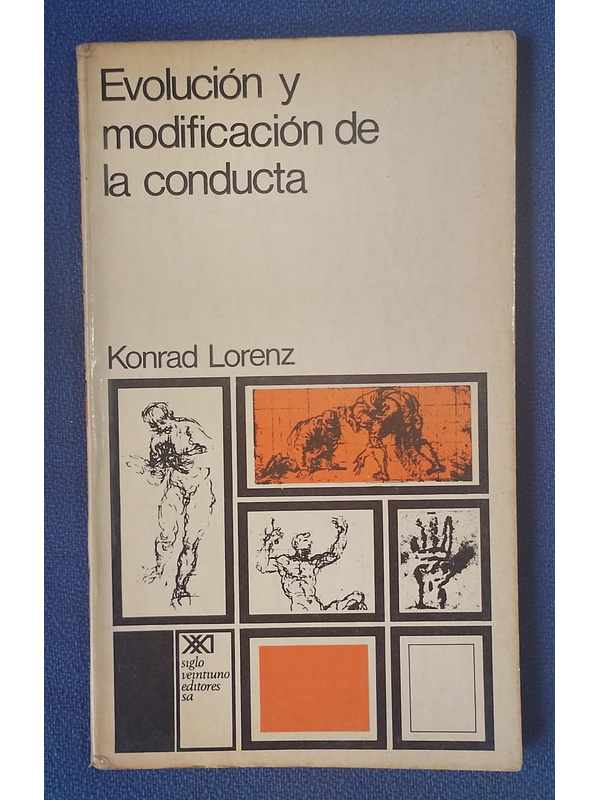 Evolución y
modificación de
la conducta
Konrad Lorenz
siglo
veintiuno
editores
sa